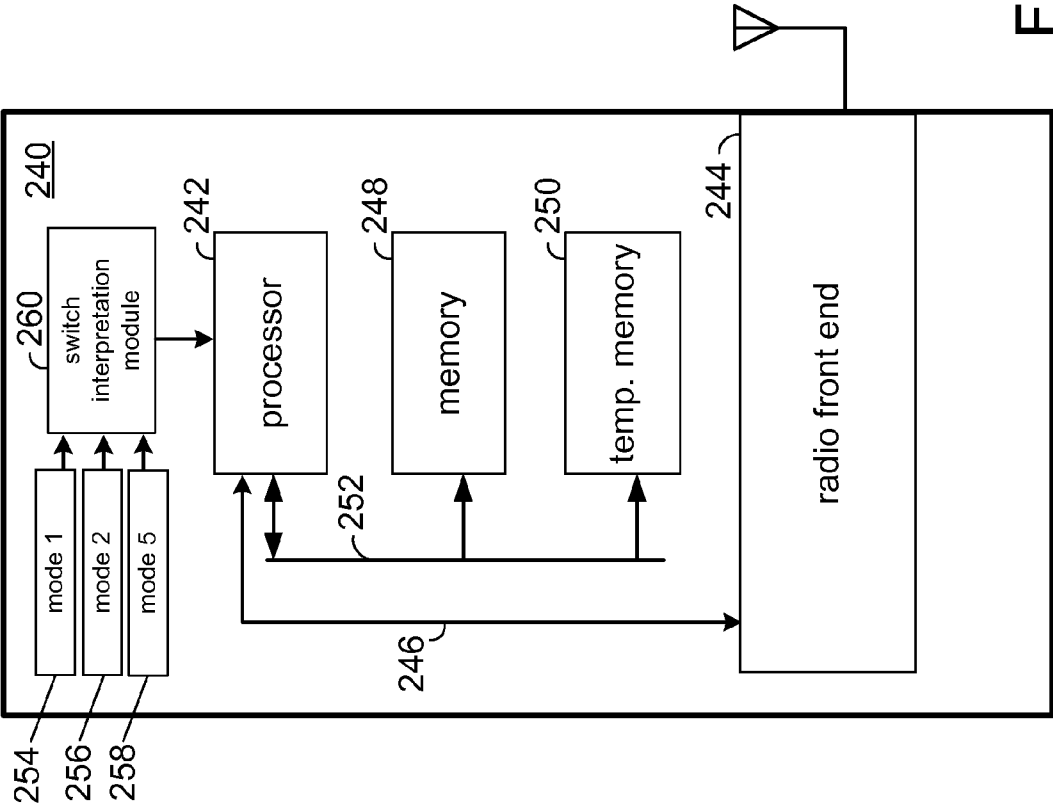 240
260
switch
interpretation
module
mode 1
mode 2
mode 5
254
256
258
242
processor
248
memory
250
temp. memory
252
246
244
radio front end
F